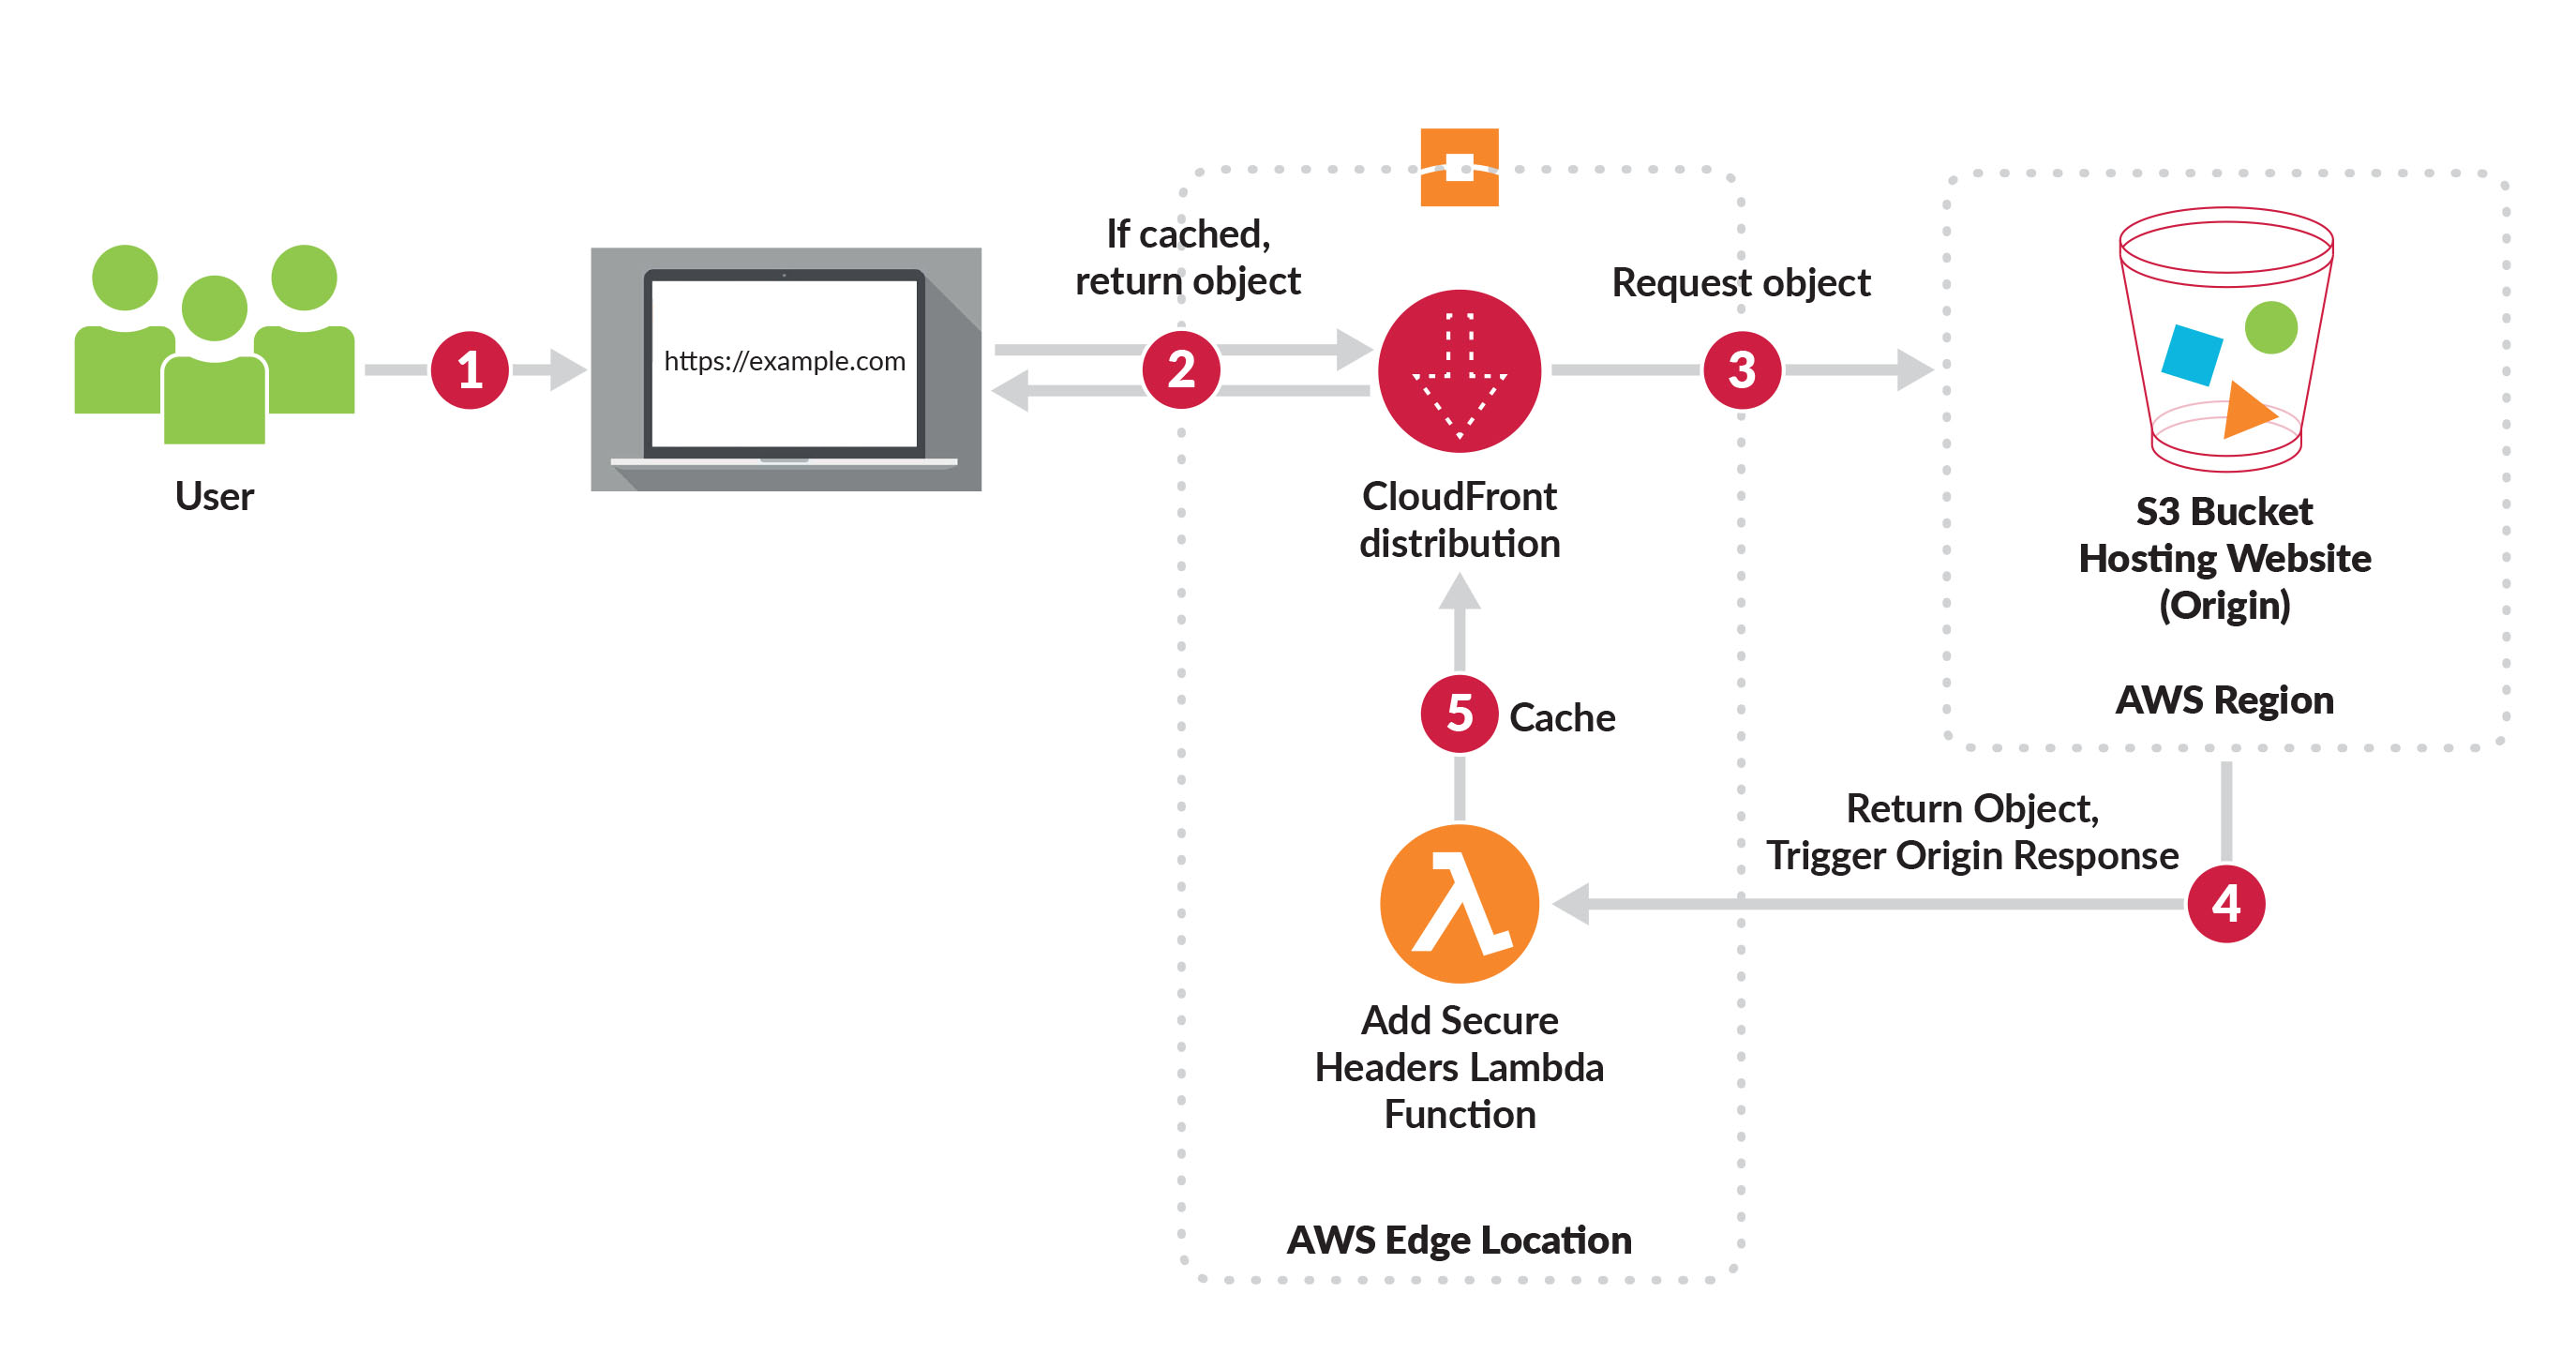 User
1
https://example.com
If cached,
return object
2
CloudFront
distribution
Request object
3
S3 Bucket
Hosting Website
(Origin)
AWS Region
Return Object,
Trigger Origin Response
4
5
Cache
λ
Add Secure
Headers Lambda
Function
AWS Edge Location